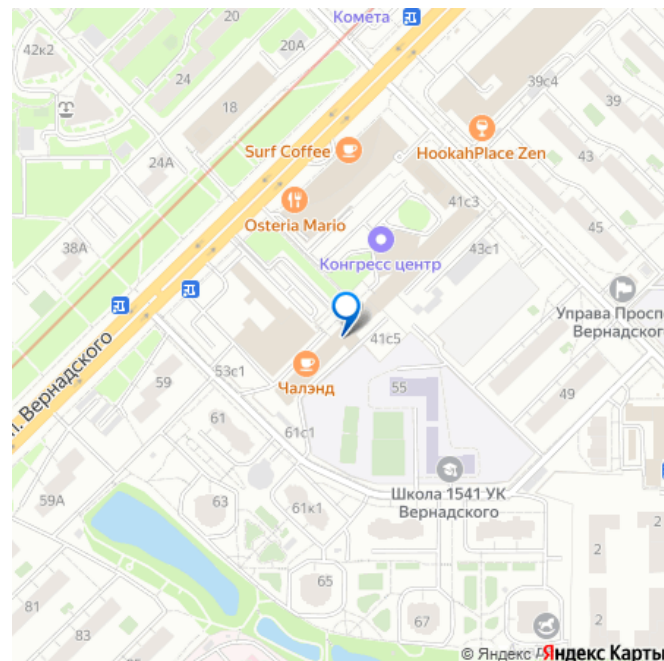 Комета
20
42к2
20А
24
39с4
39
18
Surf Coffee
HookahPlace Zen
43
24А
41с3
Osteria Mario
45
38А
43с1
Конгресс центр
Управа Просп
Вернадского
п. Вернадского
41с5
53с1
Чалэнд
59
55
49
61
61с1
Школа 1541 УК
Вернадского
59А
63
61к1
2
2
65
81
67
2
83
© Яндекс
Яндекс Карты